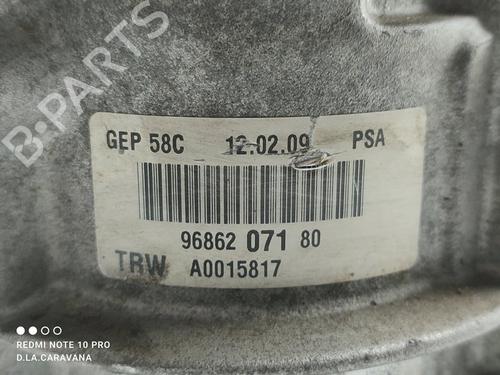 B-PARTS
GEP 58C 12.02.09 PSA
96862 071 80
TRW A0015817
REDMI NOTE 10 PRO
D.LA.CARAVANA